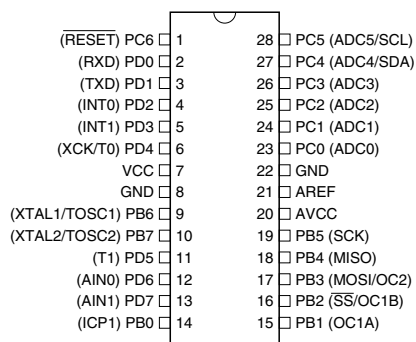 (RESET) PC6 1 28 PC5 (ADC5/SCL)
(RXD) PD0 2 27 PC4 (ADC4/SDA)
(TXD) PD1 3 26 PC3 (ADC3)
(INT0) PD2 4 25 PC2 (ADC2)
(INT1) PD3 5 24 PC1 (ADC1)
(XCK/T0) PD4 6 23 PC0 (ADC0)
VCC 7 22 GND
GND 8 21 AREF
(XTAL1/TOSC1) PB6 9 20 AVCC
(XTAL2/TOSC2) PB7 10 19 PB5 (SCK)
(T1) PD5 11 18 PB4 (MISO)
(AIN0) PD6 12 17 PB3 (MOSI/OC2)
(AIN1) PD7 13 16 PB2 (SS/OC1B)
(ICP1) PB0 14 15 PB1 (OC1A)